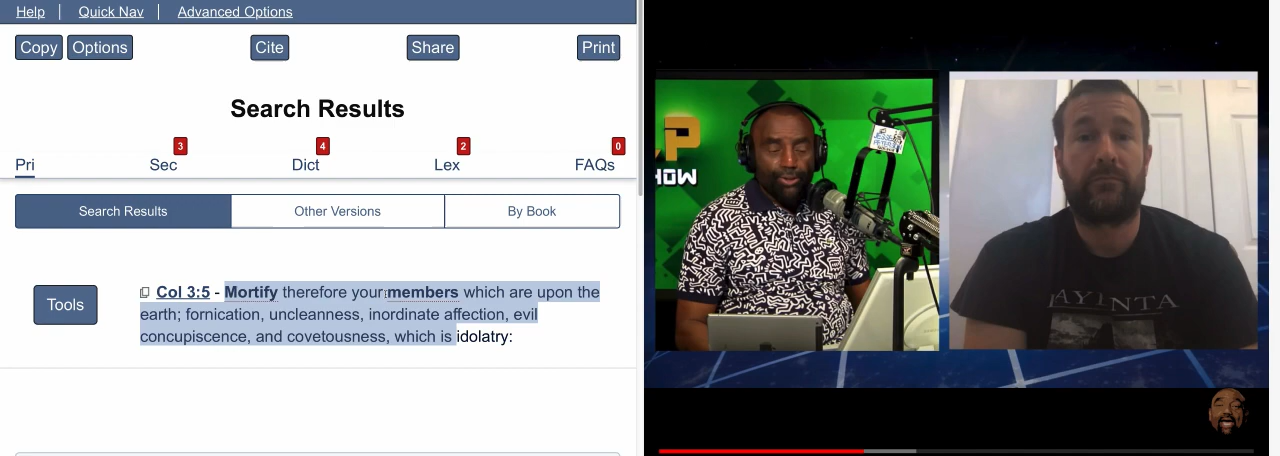 Help | Quick Nav | Advanced Options
Copy Options Cite Share Print
Search Results
3 4 2 0
Pri Sec Dict Lex FAQs
Search Results Other Versions By Book
Tools
Col 3:5 - Mortify therefore your members which are upon the
earth; fornication, uncleanness, inordinate affection, evil
concupiscence, and covetousness, which is idolatry:
P
HOW
JESSE
AYINTA